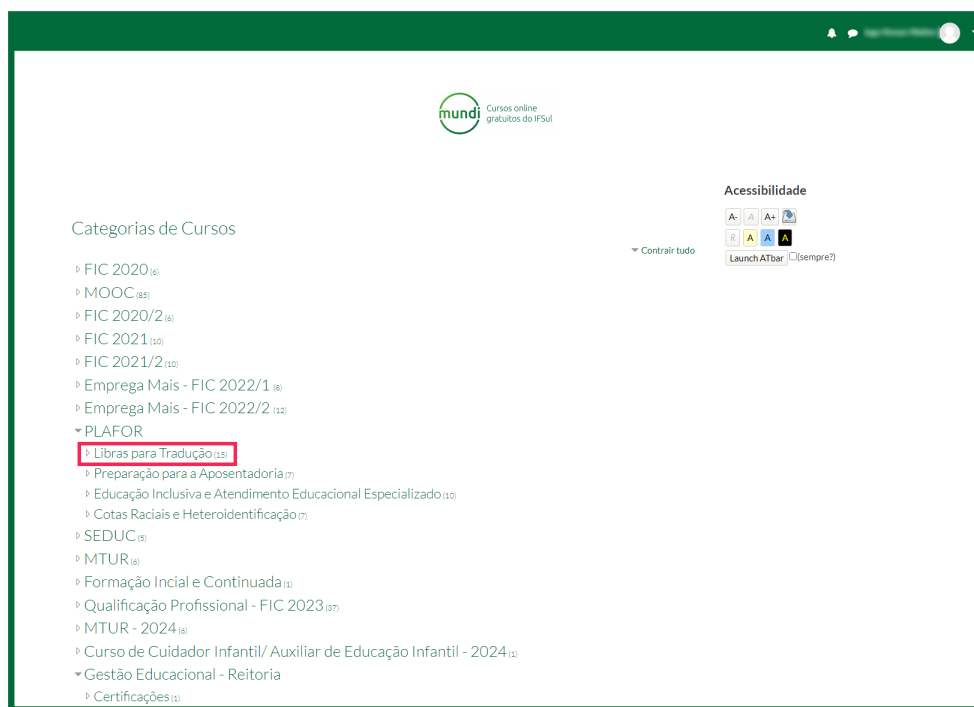 mundi
Cursos online
gratuitos do IFSul
Acessibilidade
A- A A+
R A A A
Launch ATbar (sempre?)
Categorias de Cursos
Contrair tudo
FIC 2020 (6)
MOOC (85)
FIC 2020/2 (6)
FIC 2021 (10)
FIC 2021/2 (10)
Emprega Mais - FIC 2022/1 (8)
Emprega Mais - FIC 2022/2 (12)
PLAFOR
Libras para Tradução (15)
Preparação para a Aposentadoria (7)
Educação Inclusiva e Atendimento Educacional Especializado (10)
Cotas Raciais e Heteroidentificação (7)
SEDUC (5)
MTUR (6)
Formação Incial e Continuada (1)
Qualificação Profissional - FIC 2023 (37)
MTUR - 2024 (6)
Curso de Cuidador Infantil/ Auxiliar de Educação Infantil - 2024 (1)
Gestão Educacional - Reitoria
Certificações (1)